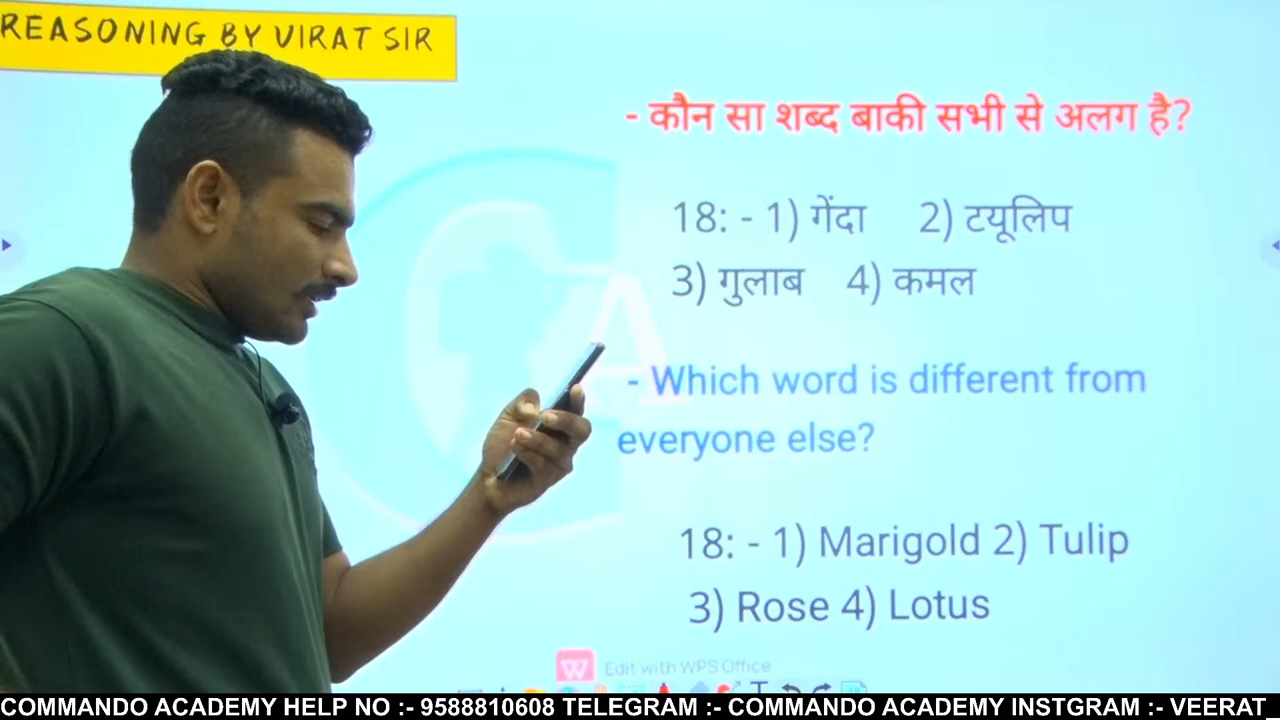 REASONING BY VIRAT SIR
- कौन सा शब्द बाकी सभी से अलग है?
18: - 1) गेंदा 2) टयूलिप
3) गुलाब 4) कमल
- Which word is different from
everyone else?
18: - 1) Marigold 2) Tulip
3) Rose 4) Lotus
Edit with WPS Office
COMMANDO ACADEMY HELP NO :- 9588810608 TELEGRAM :- COMMANDO ACADEMY INSTGRAM :- VEERAT